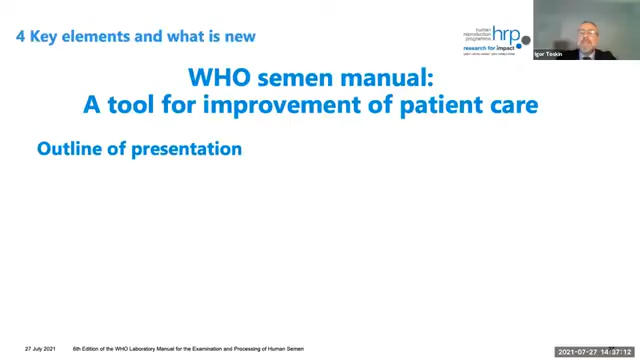 4 Key elements and what is new
human
reproduction
programme
hrp
research for impact
Igor Toskin
WHO semen manual:
A tool for improvement of patient care
Outline of presentation
27 July 2021
6th Edition of the WHO Laboratory Manual for the Examination and Processing of Human Semen
2021-07-27 14:37:12